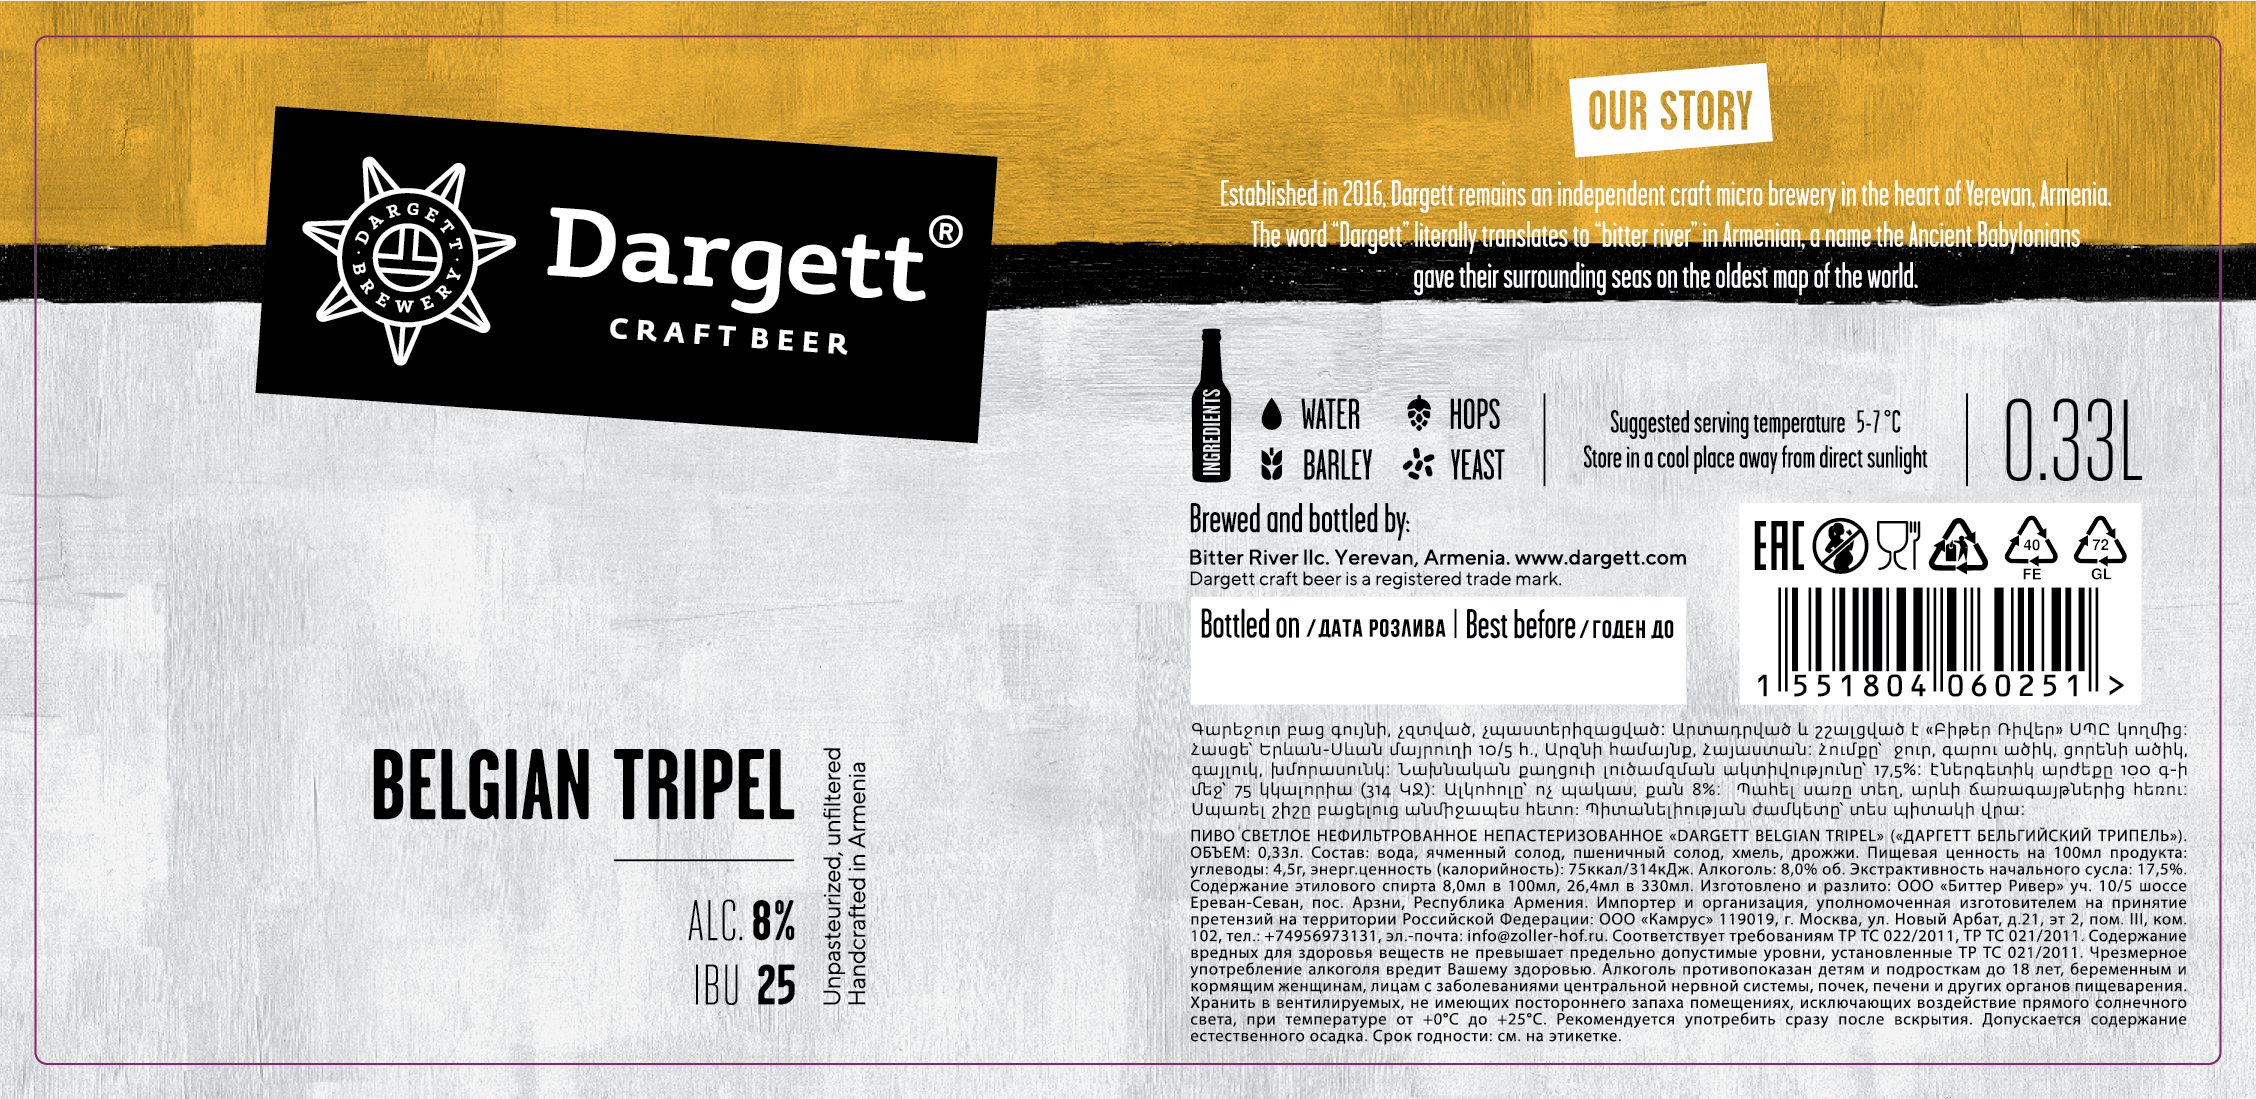 DARGETT
BREWERY
Dargett®
CRAFT BEER
BELGIAN TRIPEL
ALC. 8%
IBU 25
Unpasteurized, unfiltered
Handcrafted in Armenia
OUR STORY
Established in 2016, Dargett remains an independent craft micro brewery in the heart of Yerevan, Armenia.
The word “Dargett” literally translates to “bitter river” in Armenian, a name the Ancient Babylonians
gave their surrounding seas on the oldest map of the world.
INGREDIENTS
WATER HOPS
BARLEY YEAST
Suggested serving temperature 5-7 °C
Store in a cool place away from direct sunlight
0.33L
Brewed and bottled by:
Bitter River llc. Yerevan, Armenia. www.dargett.com
Dargett craft beer is a registered trade mark.
Bottled on / ДАТА РОЗЛИВА | Best before / ГОДЕН ДО
EAC
40
FE
72
GL
1 551804 060251 >
Գարեջուր բաց գույնի, չզտված, չպաստերիզացված: Արտադրված և շշալցված է «Բիթեր Ռիվեր» ՍՊԸ կողմից:
Հասցե՝ Երևան-Սևան մայրուղի 10/5 հ., Արզնի համայնք, Հայաստան: Հումքը՝ ջուր, գարու ածիկ, ցորենի ածիկ,
գայլուկ, խմորասունկ: Նախնական քաղցուի լուծամզման ակտիվությունը՝ 17,5%: Էներգետիկ արժեքը 100 գ-ի
մեջ՝ 75 կկալորիա (314 ԿՋ): Ալկոհոլը՝ ոչ պակաս, քան 8%: Պահել սառը տեղ, արևի ճառագայթներից հեռու:
Սպառել շիշը բացելուց անմիջապես հետո: Պիտանելիության ժամկետը՝ տես պիտակի վրա:
ПИВО СВЕТЛОЕ НЕФИЛЬТРОВАННОЕ НЕПАСТЕРИЗОВАННОЕ «DARGETT BELGIAN TRIPEL» («ДАРГЕТТ БЕЛЬГИЙСКИЙ ТРИПЕЛЬ»).
ОБЪЕМ: 0,33л. Состав: вода, ячменный солод, пшеничный солод, хмель, дрожжи. Пищевая ценность на 100мл продукта:
углеводы: 4,5г, энерг.ценность (калорийность): 75ккал/314кДж. Алкоголь: 8,0% об. Экстрактивность начального сусла: 17,5%.
Содержание этилового спирта 8,0мл в 100мл, 26,4мл в 330мл. Изготовлено и разлито: ООО «Биттер Ривер» уч. 10/5 шоссе
Ереван-Севан, пос. Арзни, Республика Армения. Импортер и организация, уполномоченная изготовителем на принятие
претензий на территории Российской Федерации: ООО «Камрус» 119019, г. Москва, ул. Новый Арбат, д.21, эт 2, пом. III, ком.
102, тел.: +74956973131, эл.-почта: info@zoller-hof.ru. Соответствует требованиям ТР ТС 022/2011, ТР ТС 021/2011. Содержание
вредных для здоровья веществ не превышает предельно допустимые уровни, установленные ТР ТС 021/2011. Чрезмерное
употребление алкоголя вредит Вашему здоровью. Алкоголь противопоказан детям и подросткам до 18 лет, беременным и
кормящим женщинам, лицам с заболеваниями центральной нервной системы, почек, печени и других органов пищеварения.
Хранить в вентилируемых, не имеющих постороннего запаха помещениях, исключающих воздействие прямого солнечного
света, при температуре от +0°C до +25°C. Рекомендуется употребить сразу после вскрытия. Допускается содержание
естественного осадка. Срок годности: см. на этикетке.